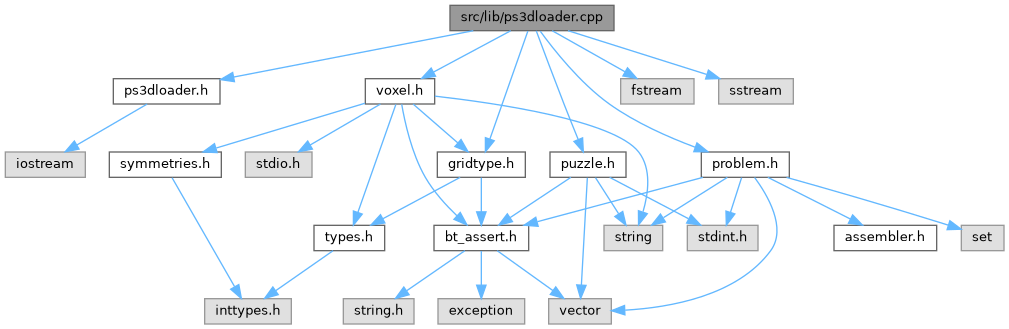 src/lib/ps3dloader.cpp
ps3dloader.h
voxel.h
fstream
sstream
iostream
symmetries.h
stdio.h
gridtype.h
puzzle.h
problem.h
types.h
bt_assert.h
string
stdint.h
assembler.h
set
inttypes.h
string.h
exception
vector